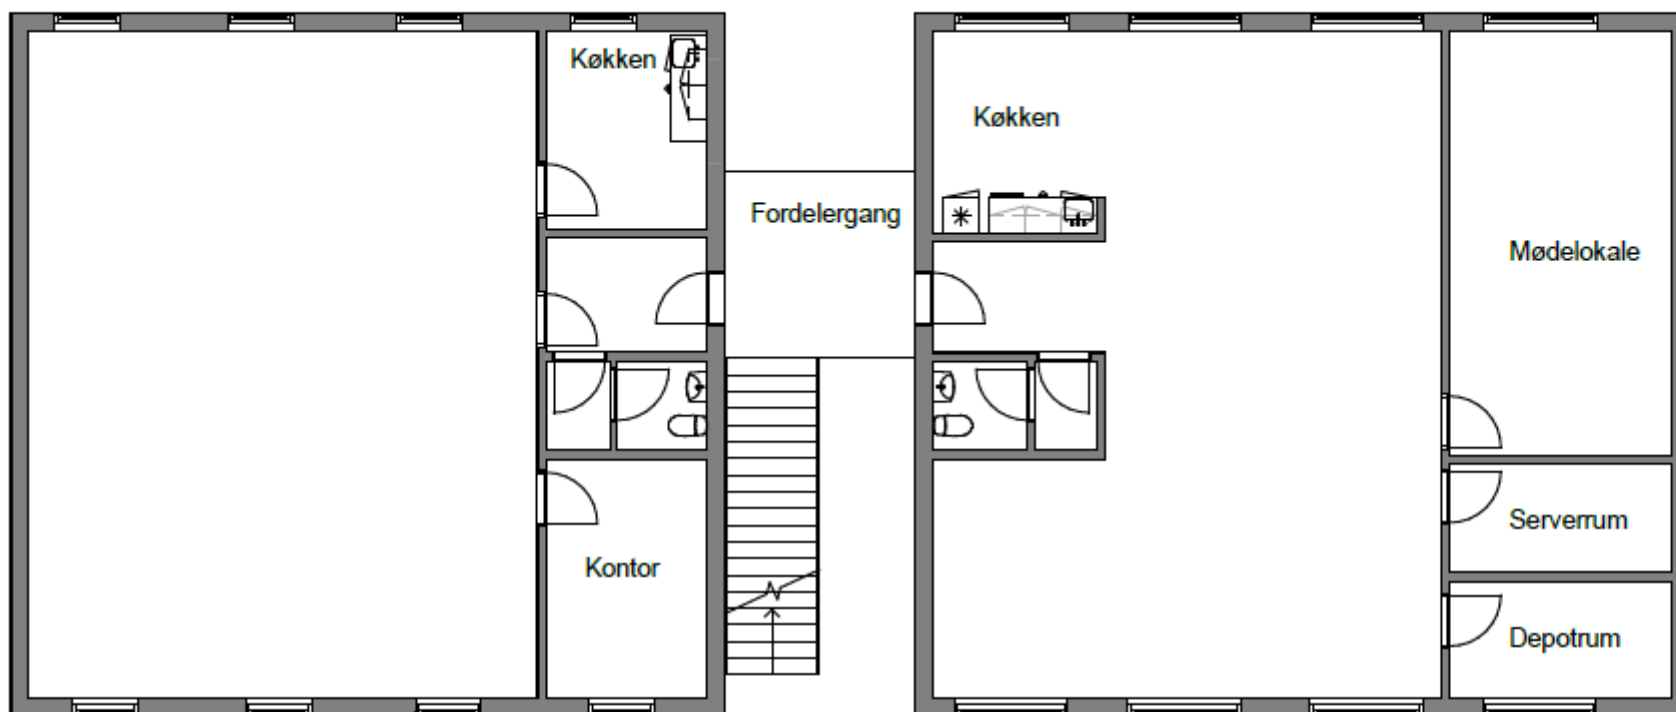 Køkken
Køkken
Fordelergang
Mødelokale
Serverrum
Kontor
Depotrum